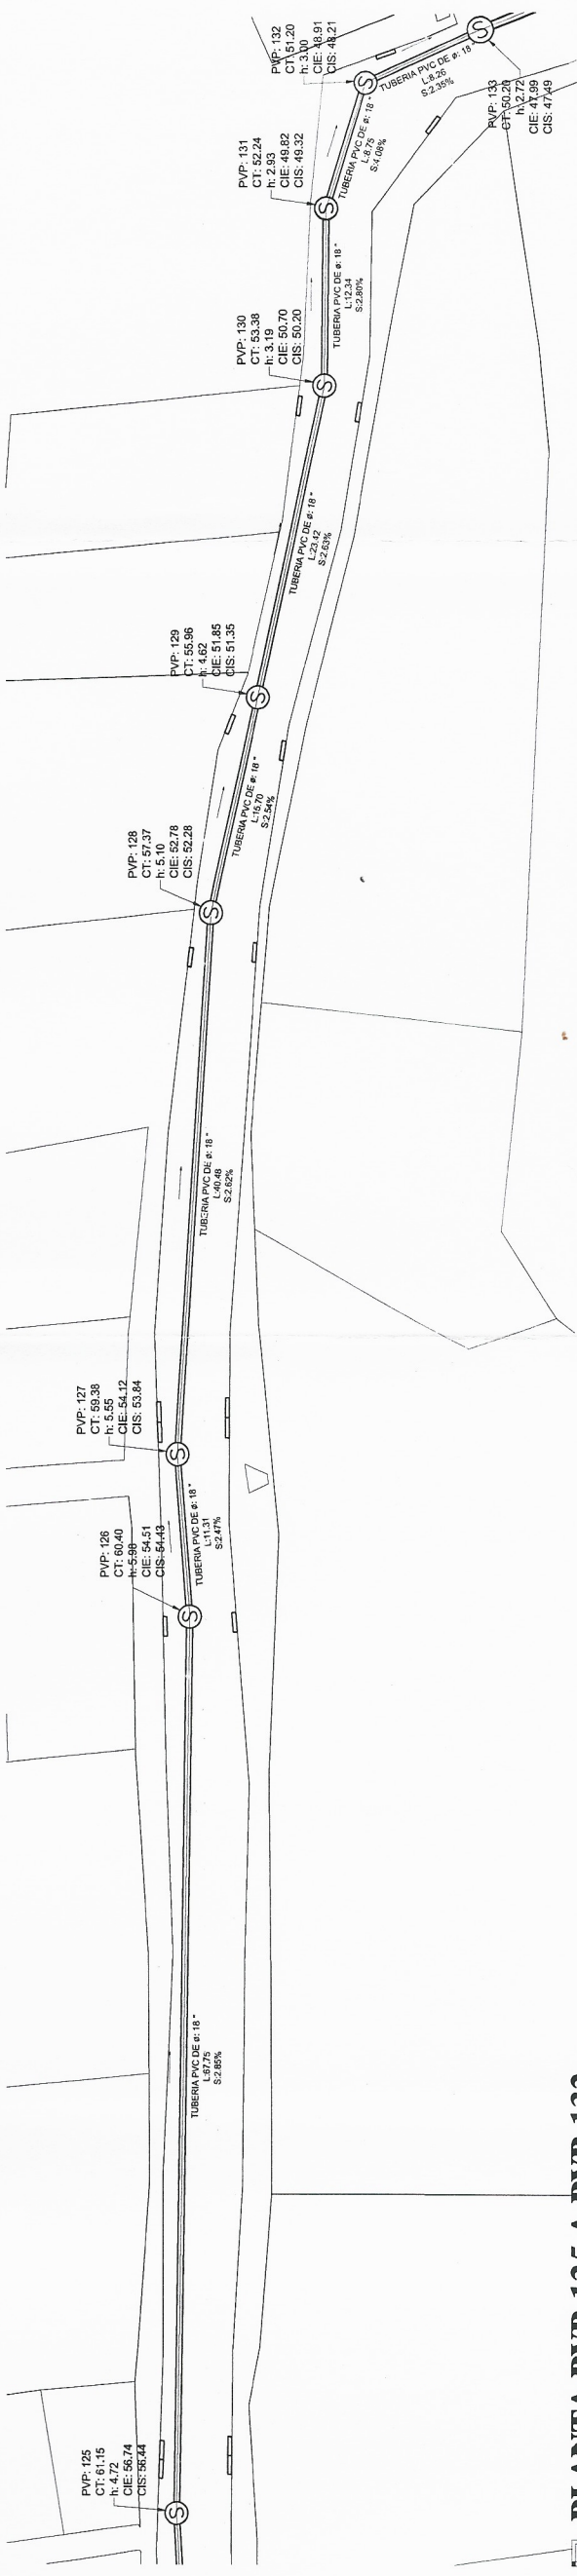 PVP: 125
CT: 61.15
h: 4.72
CIE: 56.74
CIS: 56.44
TUBERIA PVC DE ø: 18 "
L:67.75
S:2.85%
PVP: 126
CT: 60.40
h: 5.98
CIE: 54.51
CIS: 54.43
TUBERIA PVC DE ø: 18 "
L:11.31
S:2.47%
PVP: 127
CT: 59.38
h: 5.55
CIE: 54.12
CIS: 53.84
TUBERIA PVC DE ø: 18 "
L:40.48
S:2.62%
PVP: 128
CT: 57.37
h: 5.10
CIE: 52.78
CIS: 52.28
TUBERIA PVC DE ø: 18 "
L:15.70
S:2.54%
PVP: 129
CT: 55.96
h: 4.62
CIE: 51.85
CIS: 51.35
TUBERIA PVC DE ø: 18 "
L:23.42
S:2.63%
PVP: 130
CT: 53.38
h: 3.19
CIE: 50.70
CIS: 50.20
TUBERIA PVC DE ø: 18 "
L:12.34
S:2.80%
PVP: 131
CT: 52.24
h: 2.93
CIE: 49.82
CIS: 49.32
TUBERIA PVC DE ø: 18 "
L:8.75
S:4.08%
PVP: 132
CT: 51.20
h: 3.00
CIE: 48.91
CIS: 48.21
TUBERIA PVC DE ø: 18 "
L:8.26
S:2.35%
PVP: 133
CT: 50.20
h: 2.72
CIE: 47.99
CIS: 47.49
S
S
S
S
S
S
S
S
S
PLANTA PVP 125 A PVP 133